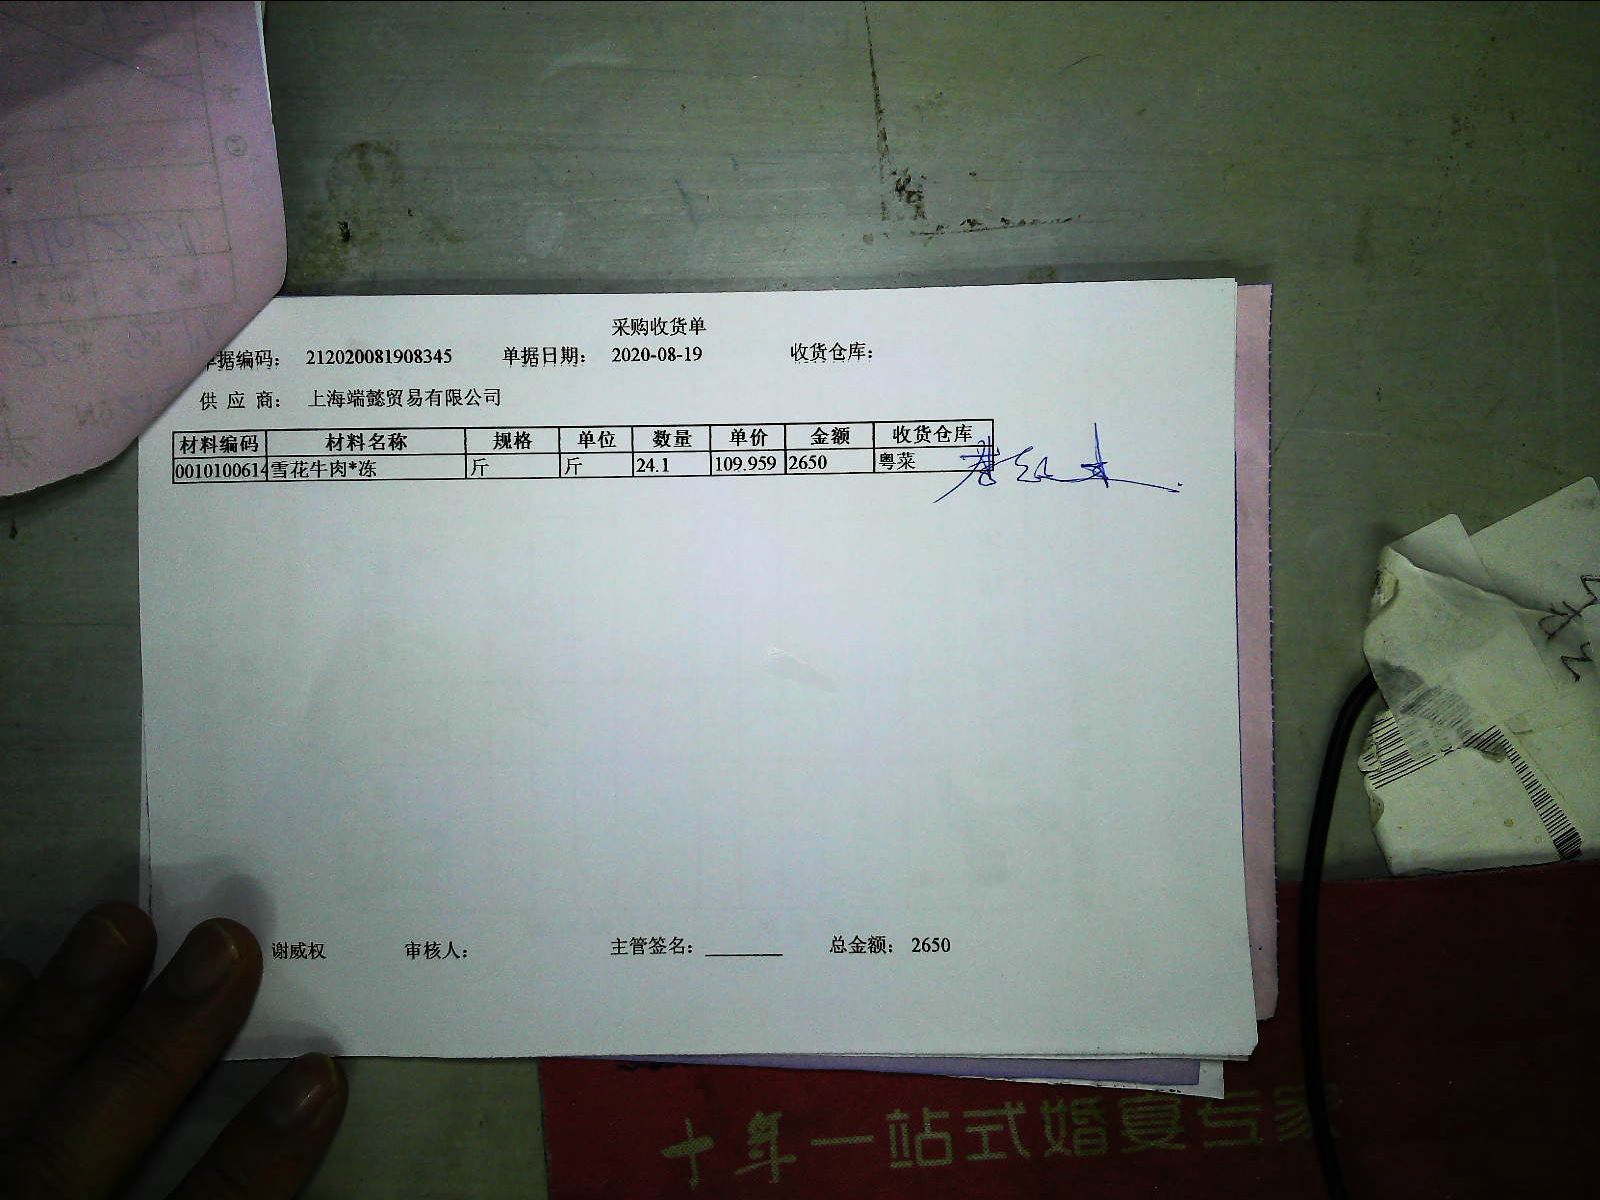 采购收货单
单据编码： 212020081908345 单据日期： 2020-08-19 收货仓库：
供 应 商： 上海端懿贸易有限公司
材料编码 材料名称 规格 单位 数量 单价 金额 收货仓库
0010100614 雪花牛肉*冻 斤 斤 24.1 109.959 2650 粤菜
谢威权 审核人： 主管签名：________ 总金额： 2650
十年一站式婚宴专家